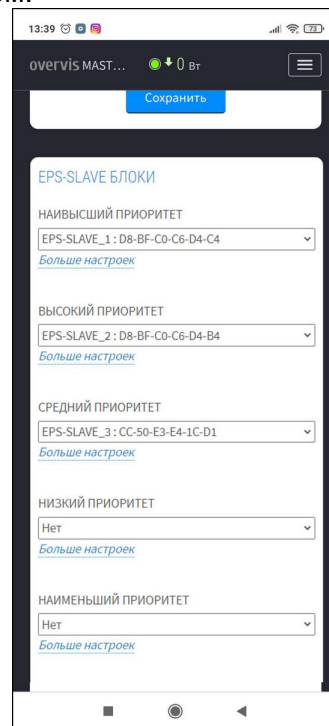 13:39
73
overvis MAST... 0 Вт
Сохранить
EPS-SLAVE БЛОКИ
НАИВЫСШИЙ ПРИОРИТЕТ
EPS-SLAVE_1 : D8-BF-C0-C6-D4-C4
Больше настроек
ВЫСОКИЙ ПРИОРИТЕТ
EPS-SLAVE_2 : D8-BF-C0-C6-D4-B4
Больше настроек
СРЕДНИЙ ПРИОРИТЕТ
EPS-SLAVE_3 : CC-50-E3-E4-1C-D1
Больше настроек
НИЗКИЙ ПРИОРИТЕТ
Нет
Больше настроек
НАИМЕНЬШИЙ ПРИОРИТЕТ
Нет
Больше настроек